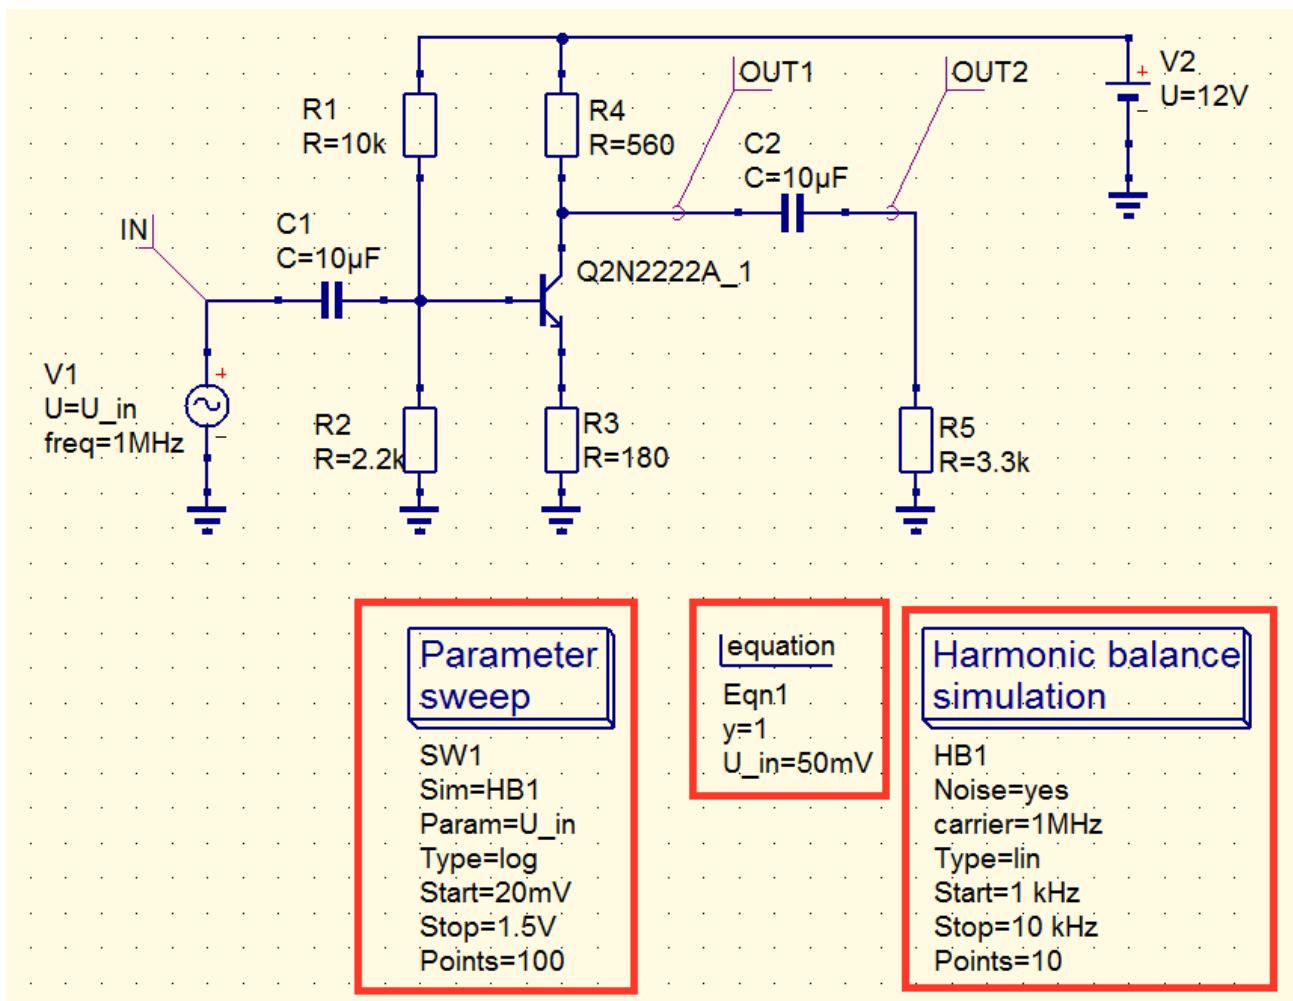 OUT1
OUT2
V2
U=12V
R1
R=10k
R4
R=560
C2
C=10µF
IN
C1
C=10µF
Q2N2222A_1
V1
U=U_in
freq=1MHz
R2
R=2.2k
R3
R=180
R5
R=3.3k
Parameter
sweep
SW1
Sim=HB1
Param=U_in
Type=log
Start=20mV
Stop=1.5V
Points=100
equation
Eqn1
y=1
U_in=50mV
Harmonic balance
simulation
HB1
Noise=yes
carrier=1MHz
Type=lin
Start=1 kHz
Stop=10 kHz
Points=10